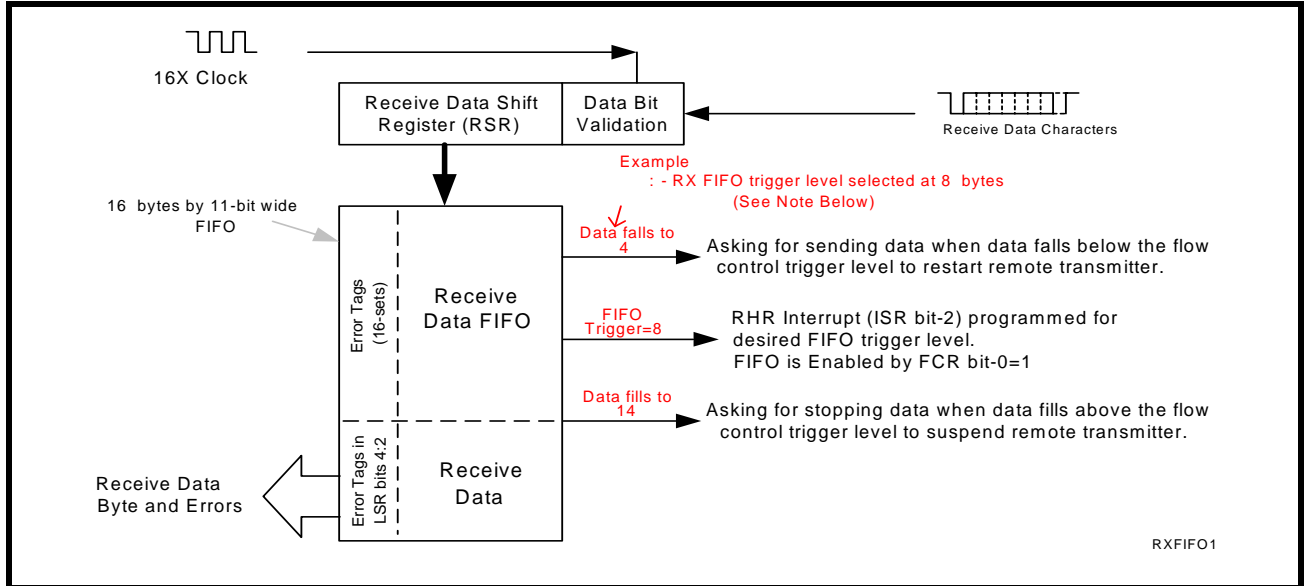 16X Clock
Receive Data Shift
Register (RSR)
Data Bit
Validation
Receive Data Characters
Example
: - RX FIFO trigger level selected at 8 bytes
(See Note Below)
16 bytes by 11-bit wide
FIFO
Error Tags
(16-sets)
Receive
Data FIFO
Data falls to
4
Asking for sending data when data falls below the flow
control trigger level to restart remote transmitter.
FIFO
Trigger=8
RHR Interrupt (ISR bit-2) programmed for
desired FIFO trigger level.
FIFO is Enabled by FCR bit-0=1
Data fills to
14
Asking for stopping data when data fills above the flow
control trigger level to suspend remote transmitter.
Error Tags in
LSR bits 4:2
Receive
Data
Receive Data
Byte and Errors
RXFIFO1